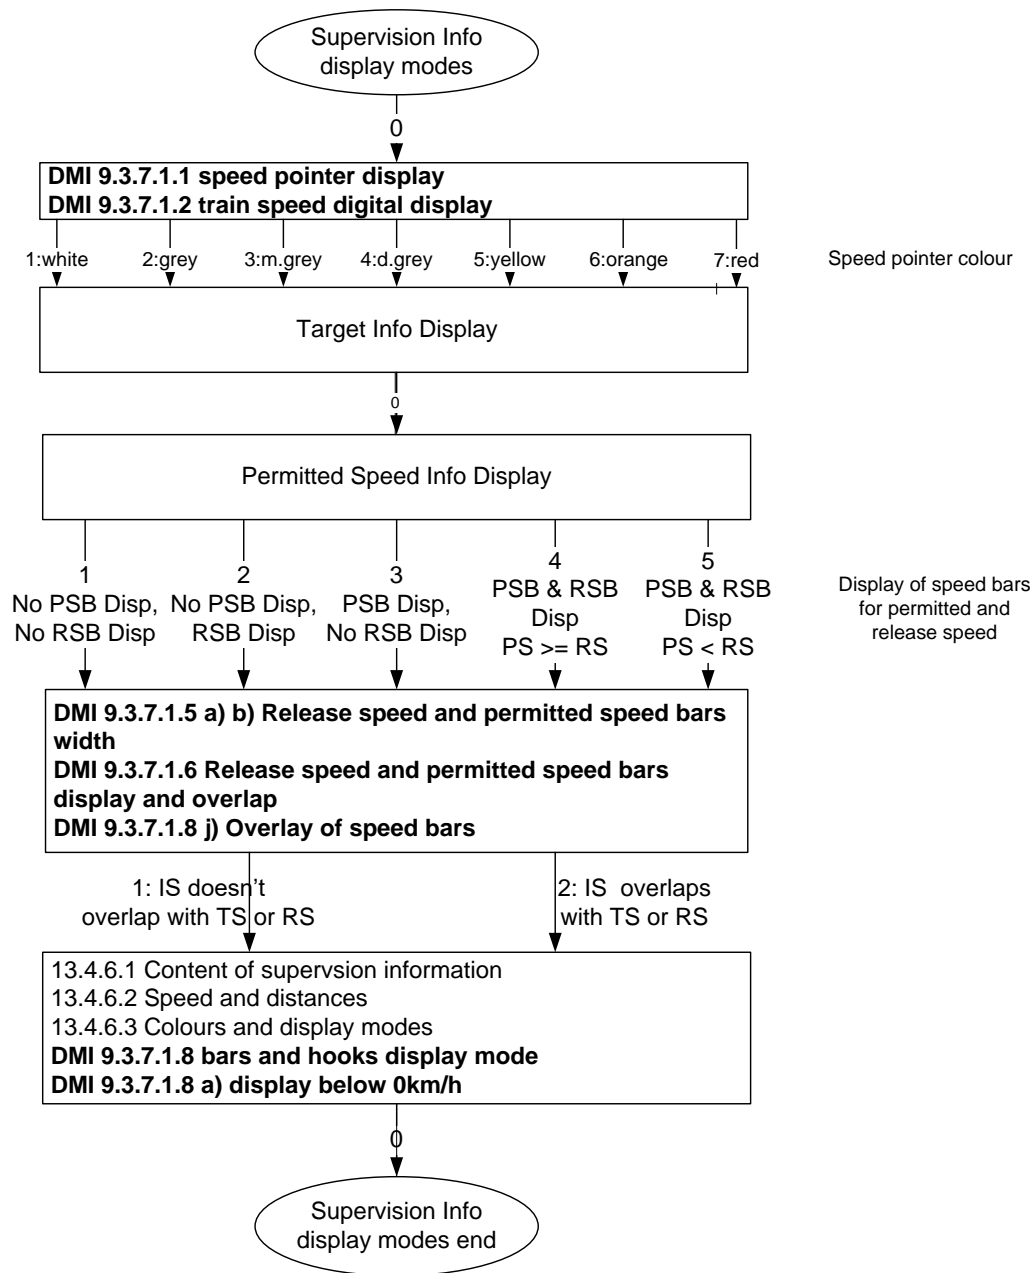 Supervision Info
display modes
0
DMI 9.3.7.1.1 speed pointer display
DMI 9.3.7.1.2 train speed digital display
1:white 2:grey 3:m.grey 4:d.grey 5:yellow 6:orange 7:red
Speed pointer colour
Target Info Display
0
Permitted Speed Info Display
1
No PSB Disp,
No RSB Disp
2
No PSB Disp,
RSB Disp
3
PSB Disp,
No RSB Disp
4
PSB & RSB
Disp
PS >= RS
5
PSB & RSB
Disp
PS < RS
Display of speed bars
for permitted and
release speed
DMI 9.3.7.1.5 a) b) Release speed and permitted speed bars
width
DMI 9.3.7.1.6 Release speed and permitted speed bars
display and overlap
DMI 9.3.7.1.8 j) Overlay of speed bars
1: IS doesn't
overlap with TS or RS
2: IS overlaps
with TS or RS
13.4.6.1 Content of supervsion information
13.4.6.2 Speed and distances
13.4.6.3 Colours and display modes
DMI 9.3.7.1.8 bars and hooks display mode
DMI 9.3.7.1.8 a) display below 0km/h
0
Supervision Info
display modes end